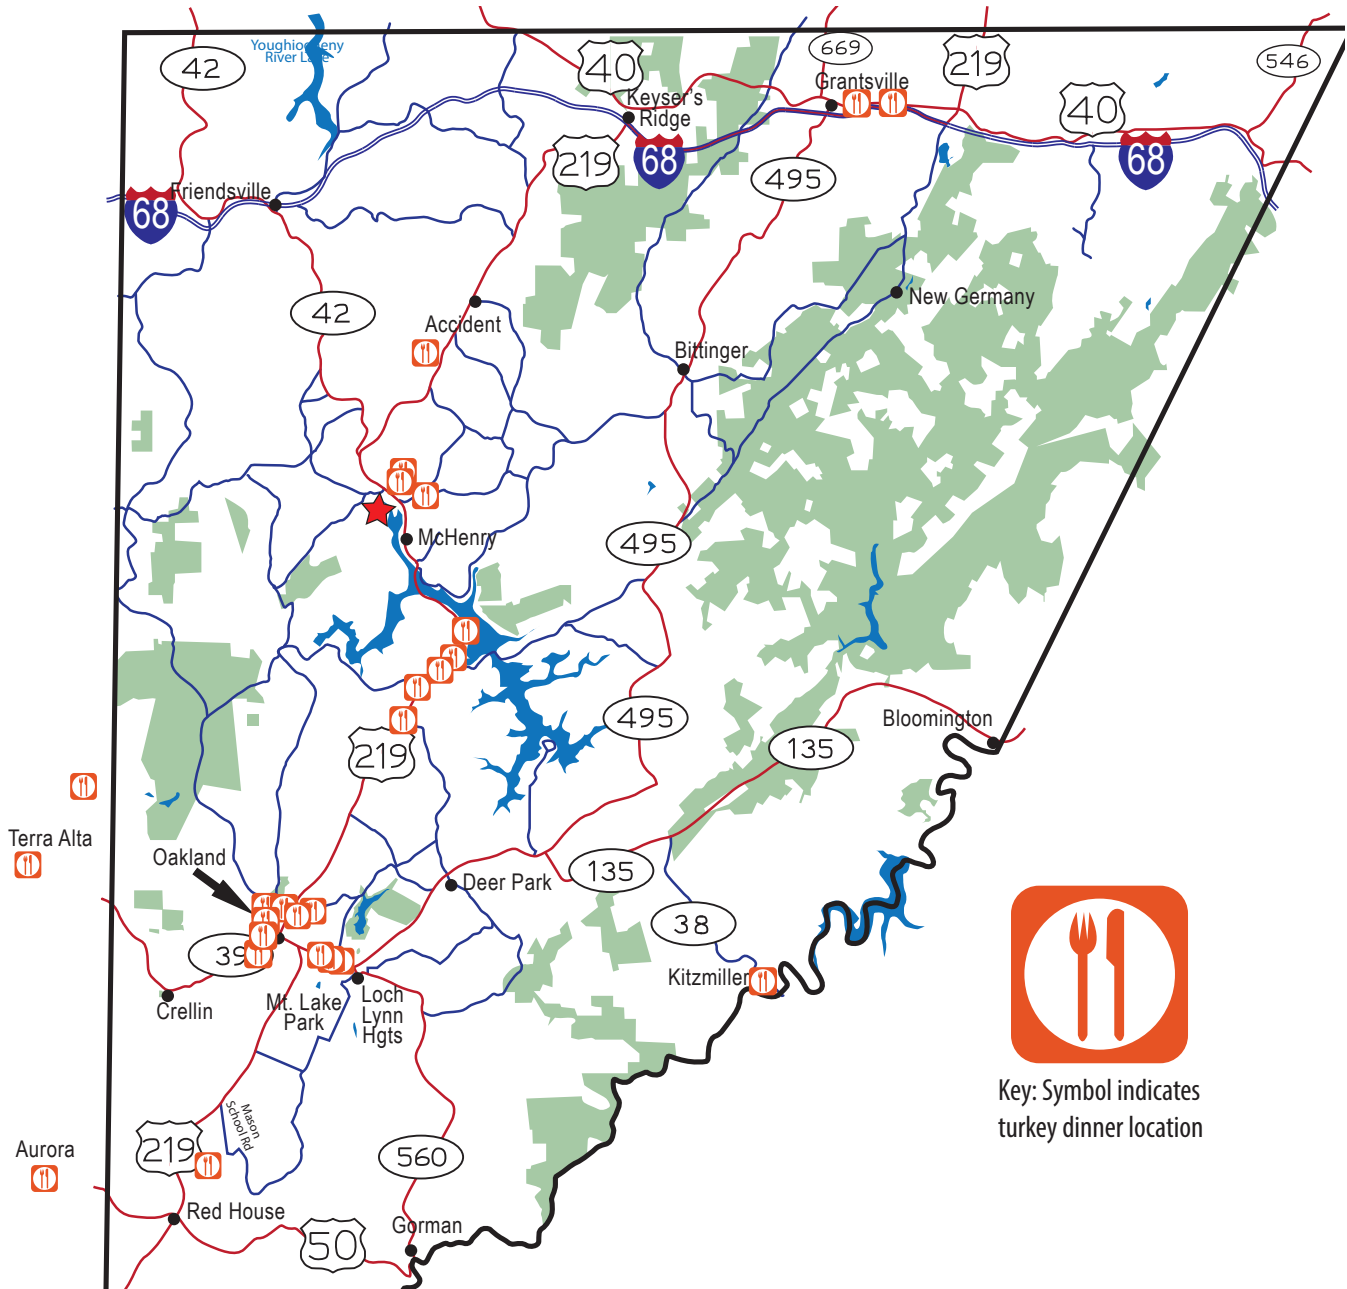 42
Youghiogheny
River Lake
40
669
219
546
Grantsville
Keyser's
Ridge
40
219
68
68
495
Friendsville
68
New Germany
42
Accident
Bittinger
McHenry
495
495
Bloomington
135
219
Terra Alta
Oakland
135
Deer Park
38
39
Kitzmiller
Crellin
Mt. Lake
Park
Loch
Lynn
Hgts
Key: Symbol indicates
turkey dinner location
Mason
School Rd
219
560
Aurora
Red House
Gorman
50